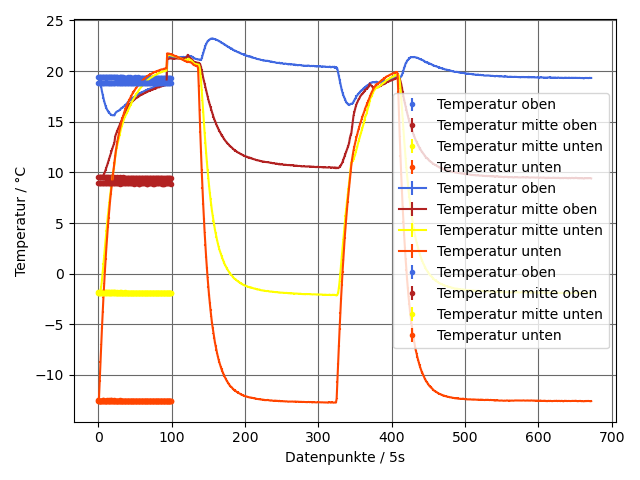 25
20
15
10
5
0
−5
−10
Temperatur / °C
Temperatur oben
Temperatur mitte oben
Temperatur mitte unten
Temperatur unten
Temperatur oben
Temperatur mitte oben
Temperatur mitte unten
Temperatur unten
Temperatur oben
Temperatur mitte oben
Temperatur mitte unten
Temperatur unten
0 100 200 300 400 500 600 700
Datenpunkte / 5s